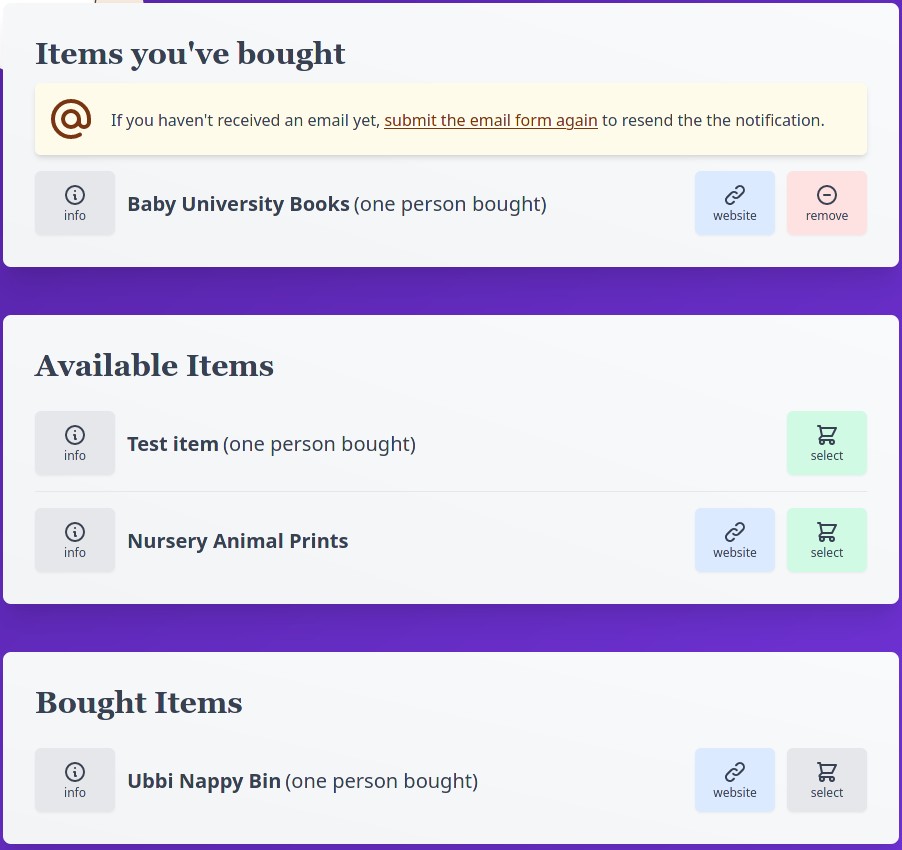 Items you've bought
If you haven't received an email yet, submit the email form again to resend the the notification.
info
Baby University Books (one person bought)
website
remove
Available Items
info
Test item (one person bought)
select
info
Nursery Animal Prints
website
select
Bought Items
info
Ubbi Nappy Bin (one person bought)
website
select